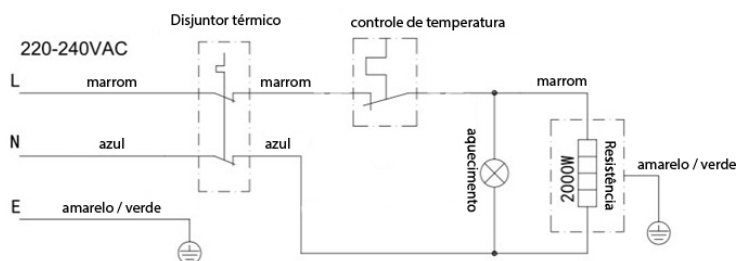 Disjuntor térmico
controle de temperatura
220-240VAC
L
marrom
marrom
marrom
N
azul
azul
aquecimento
2000W
Resistência
amarelo / verde
E
amarelo / verde